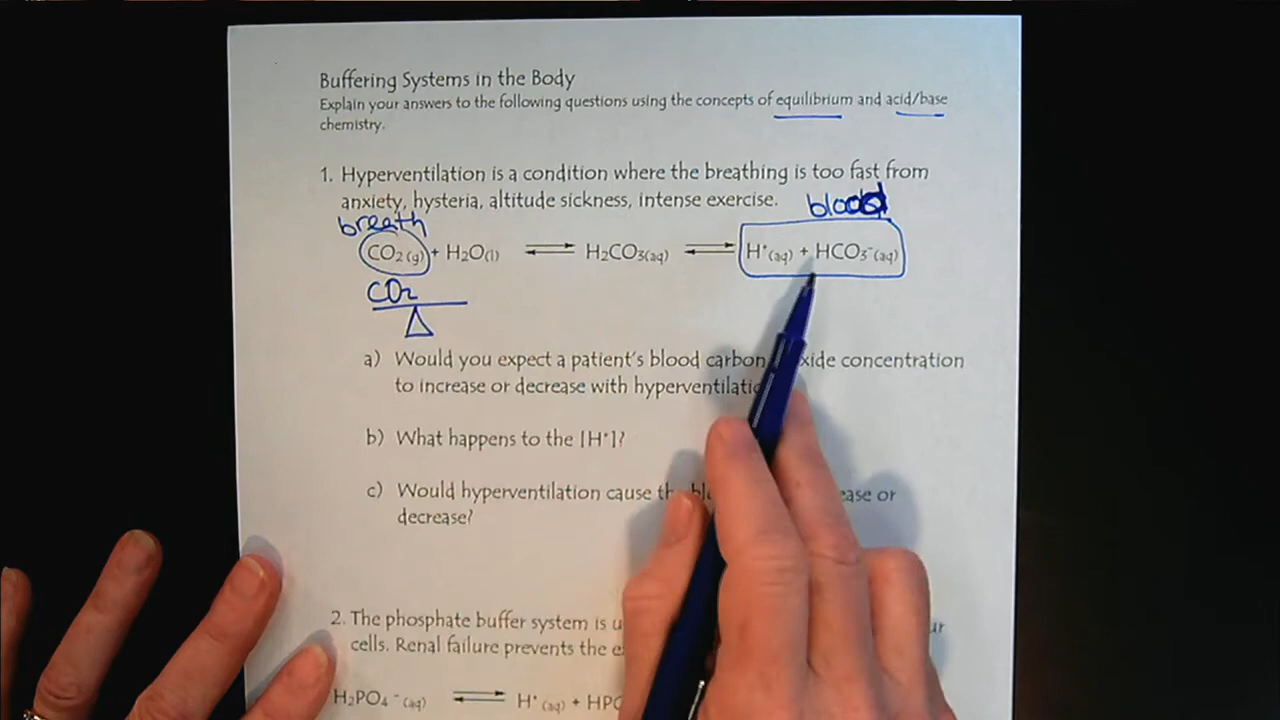 Buffering Systems in the Body
Explain your answers to the following questions using the concepts of equilibrium and acid/base
chemistry.
1. Hyperventilation is a condition where the breathing is too fast from
anxiety, hysteria, altitude sickness, intense exercise.
breath
blood
CO₂(g) + H₂O(l) ⇌ H₂CO₃(aq) ⇌ H⁺(aq) + HCO₃⁻(aq)
CO₂
a) Would you expect a patient's blood carbon xide concentration
to increase or decrease with
b) What happens to the [H⁺]?
c) Would hyperventilation cause or
decrease?
2. The phosphate buffer system is
cells. Renal failure prevents the
H₂PO₄⁻(aq) ⇌ H⁺(aq) +